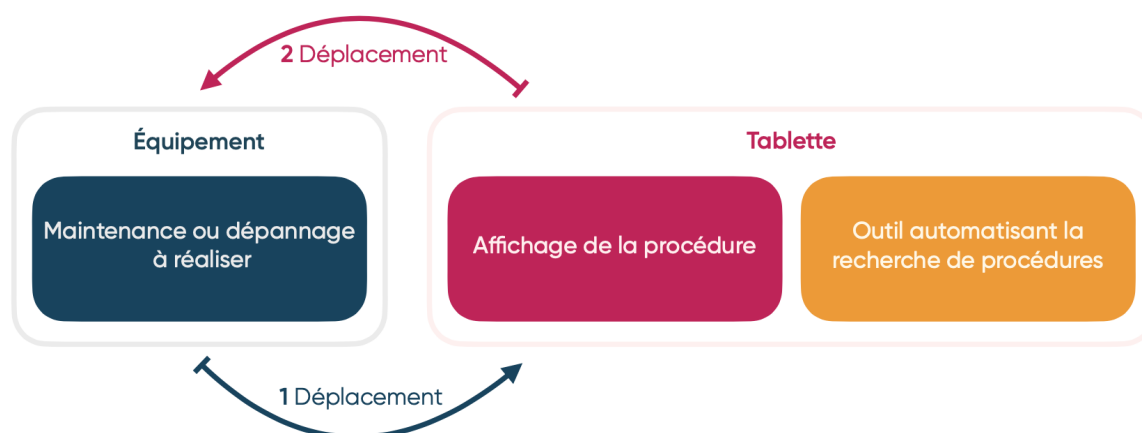 2 Déplacement
Équipement
Maintenance ou dépannage
à réaliser
Tablette
Affichage de la procédure
Outil automatisant la
recherche de procédures
1 Déplacement